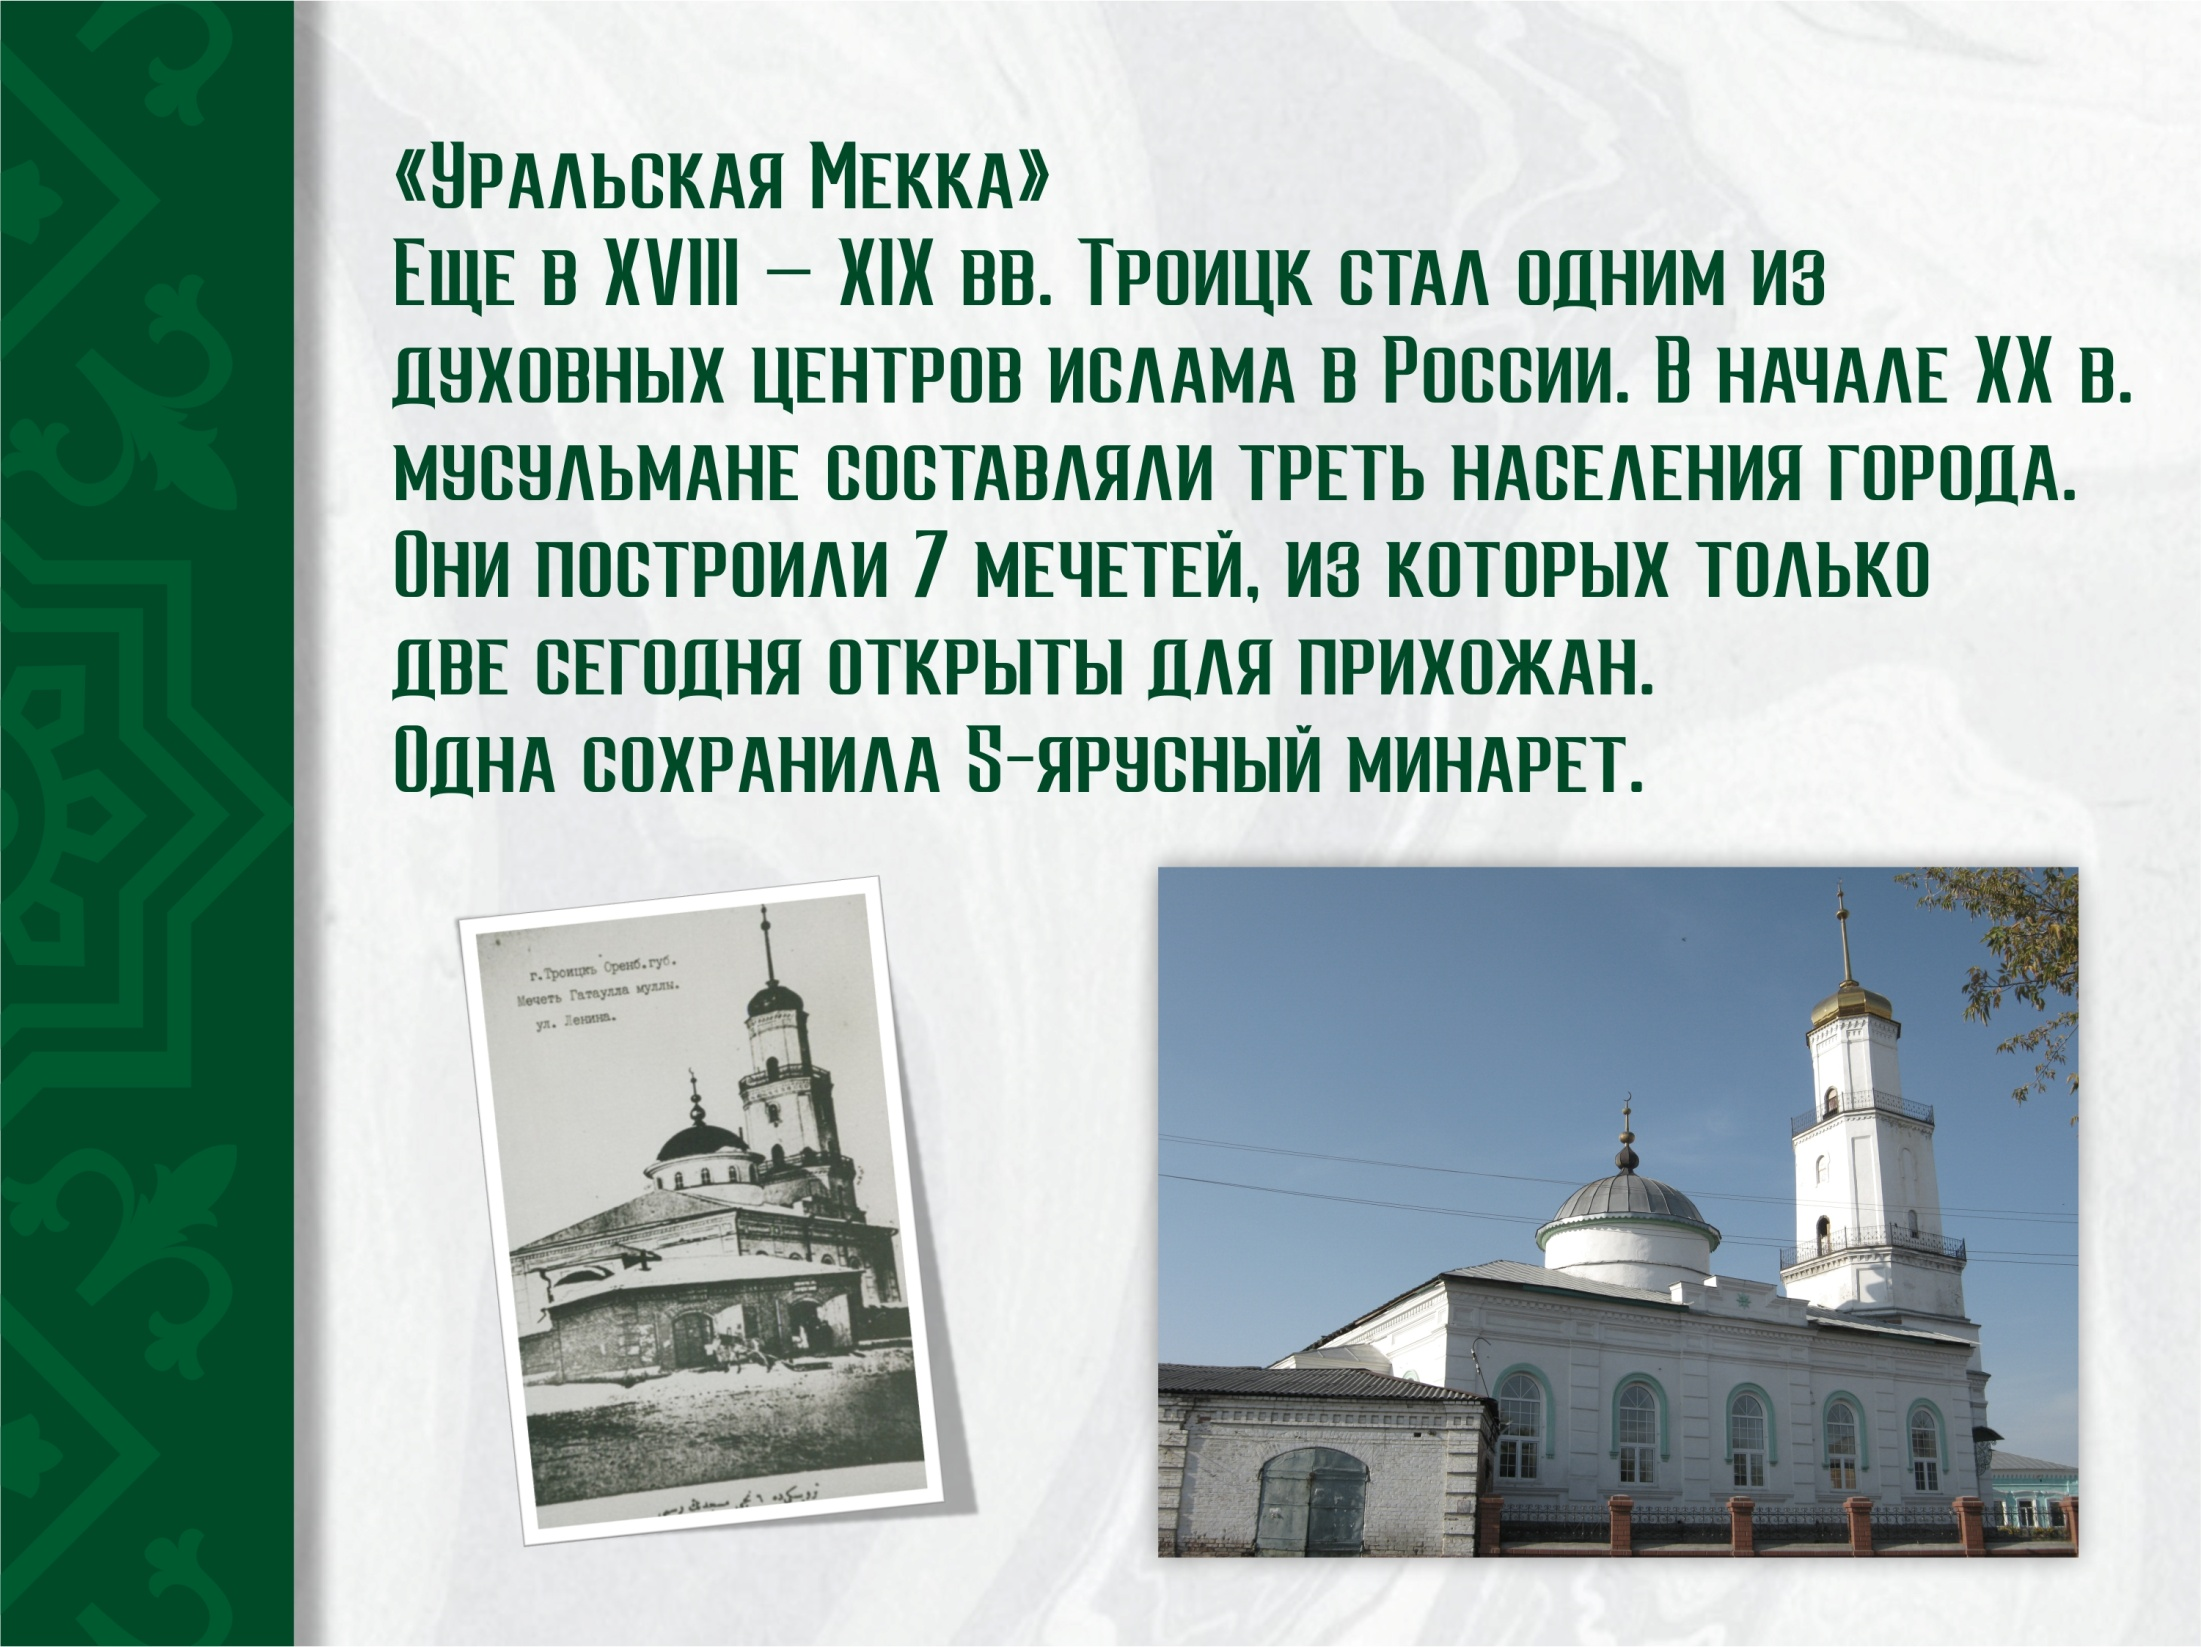 «Уральская Мекка»
Еще в XVIII – XIX вв. Троицк стал одним из
духовных центров ислама в России. В начале XX в.
мусульмане составляли треть населения города.
Они построили 7 мечетей, из которых только
две сегодня открыты для прихожан.
Одна сохранила 5-ярусный минарет.
г.Троицкъ Оренб.губ.
Мечеть Гатаулла муллы.
ул. Ленина.